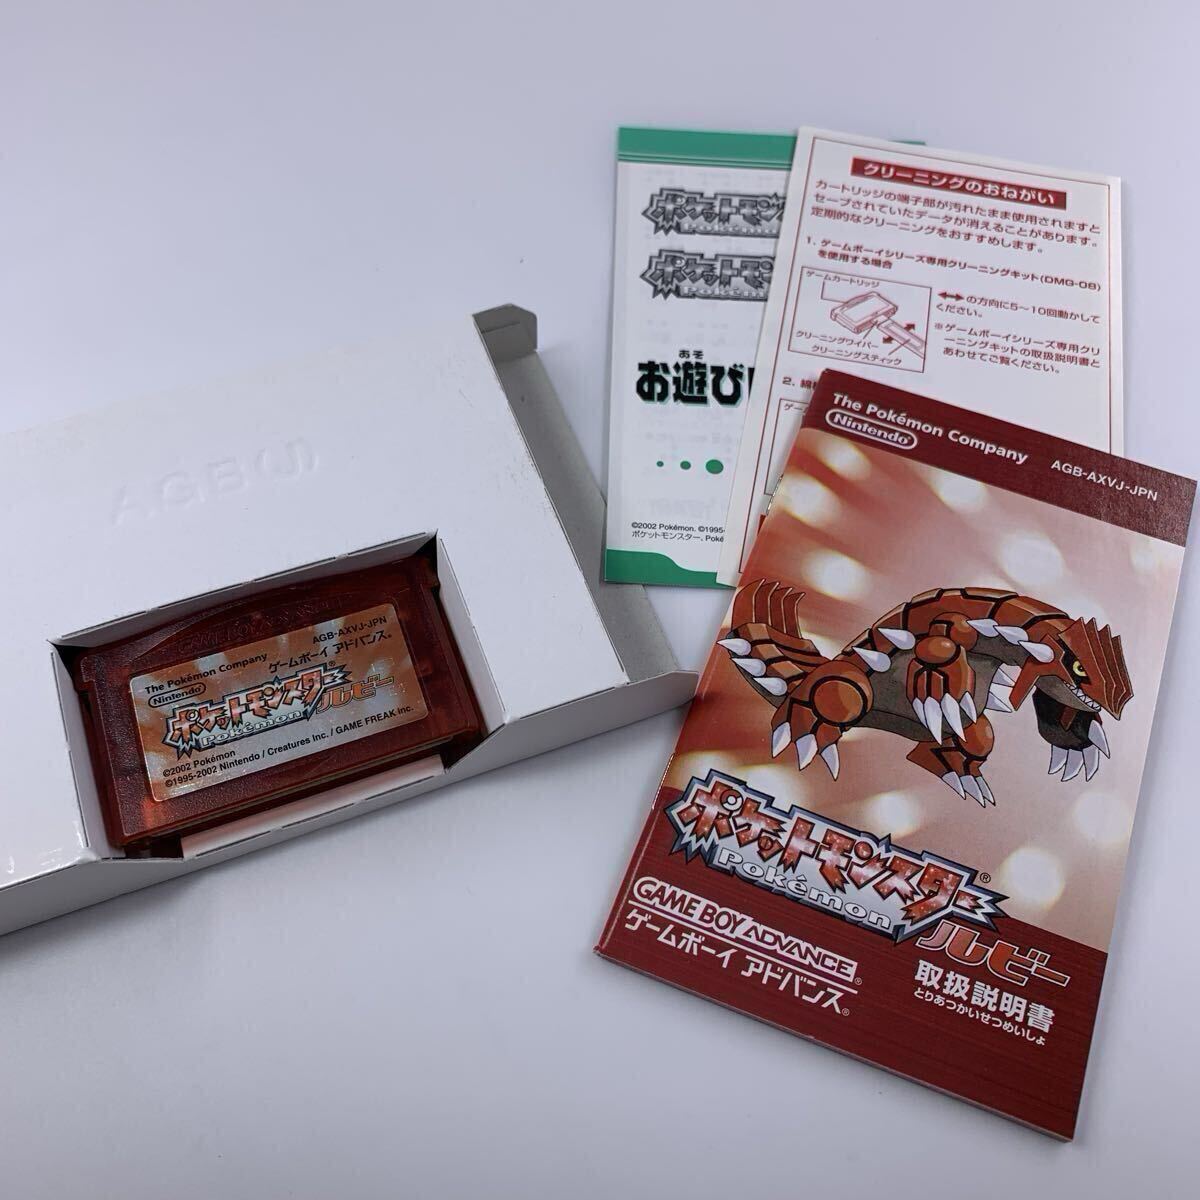 AGB(J)
GAME BOY ADVANCE
AGB-AXVJ-JPN
The Pokémon Company
ゲームボーイ アドバンス®
Nintendo
ポケットモンスター®
Pokémon
ルビー
©2002 Pokémon
©1995-2002 Nintendo / Creatures Inc. / GAME FREAK Inc.
ポケットモンス
Pokémon
ポケットモン
Pokém
あそ
お遊び
©2002 Pokémon. ©1995-
ポケットモンスター、Poké
クリーニングのおねがい
カートリッジの端子部が汚れたまま使用されますと
セーブされていたデータが消えることがあります。
定期的なクリーニングをおすすめします。
1. ゲームボーイシリーズ専用クリーニングキット(DMG-08)
を使用する場合
ゲームカートリッジ
クリーニングワイパー
クリーニングスティック
⟷の方向に5〜10回動かして
ください。
※ゲームボーイシリーズ専用クリ
ーニングキットの取扱説明書と
あわせてご覧ください。
2. 綿
The Pokémon Company
Nintendo
AGB-AXVJ-JPN
ポケットモンスター®
Pokémon
ルビー
GAME BOY ADVANCE®
ゲームボーイ アドバンス®
取扱説明書
とりあつかいせつめいしょ